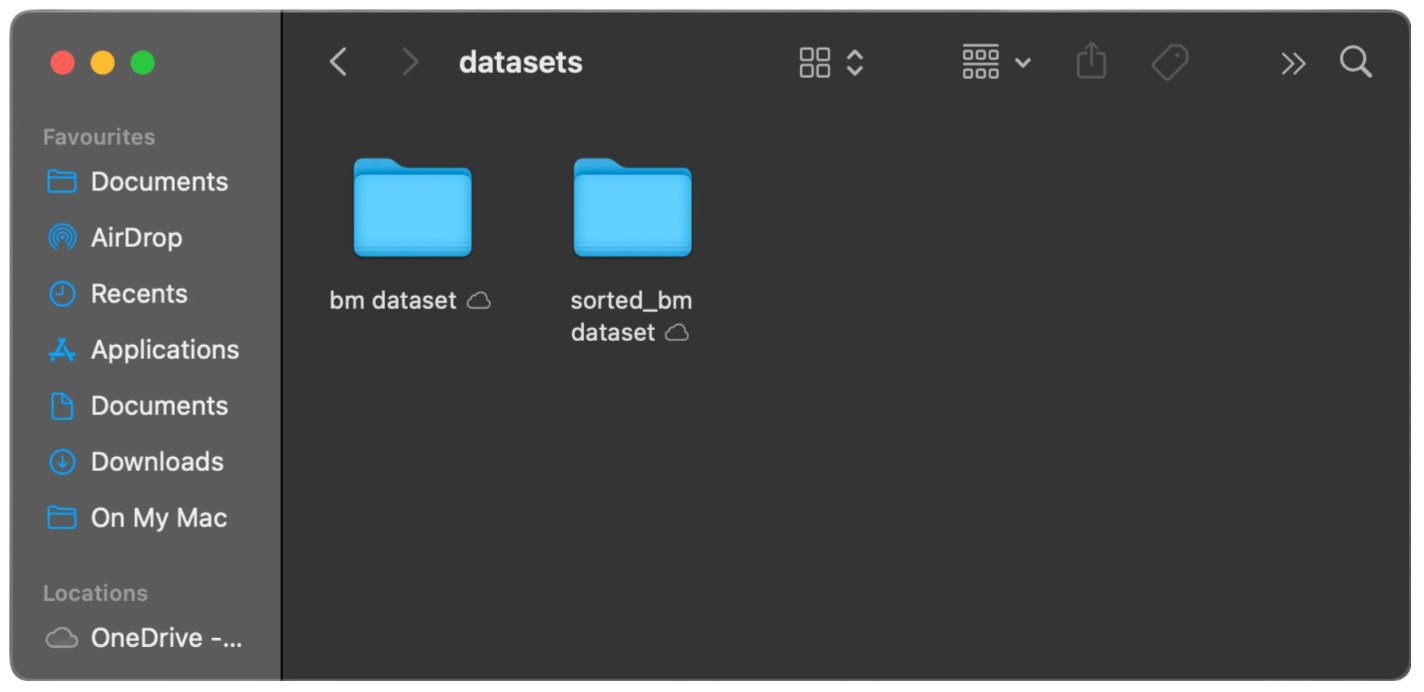 datasets
Favourites
Documents
AirDrop
Recents
Applications
Documents
Downloads
On My Mac
Locations
OneDrive -...
bm dataset
sorted_bm
dataset